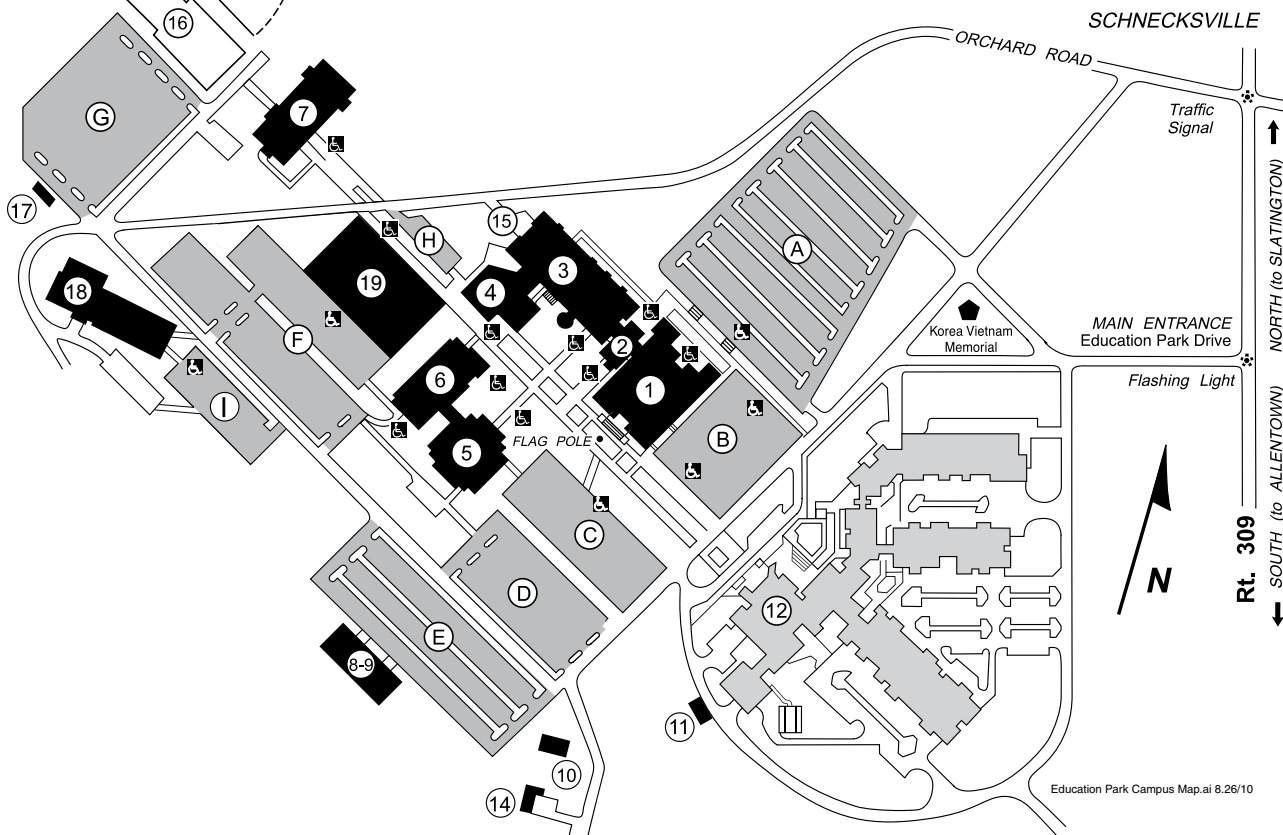 SCHNECKSVILLE
16
ORCHARD ROAD
G
7
Traffic
Signal
NORTH (to SLATINGTON)
17
15
H
A
3
18
19
4
Korea Vietnam
Memorial
MAIN ENTRANCE
Education Park Drive
F
2
6
1
Flashing Light
I
B
FLAG POLE
5
SOUTH (to ALLENTOWN)
C
Rt. 309
N
D
12
E
8-9
11
10
14
Education Park Campus Map.ai 8.26/10